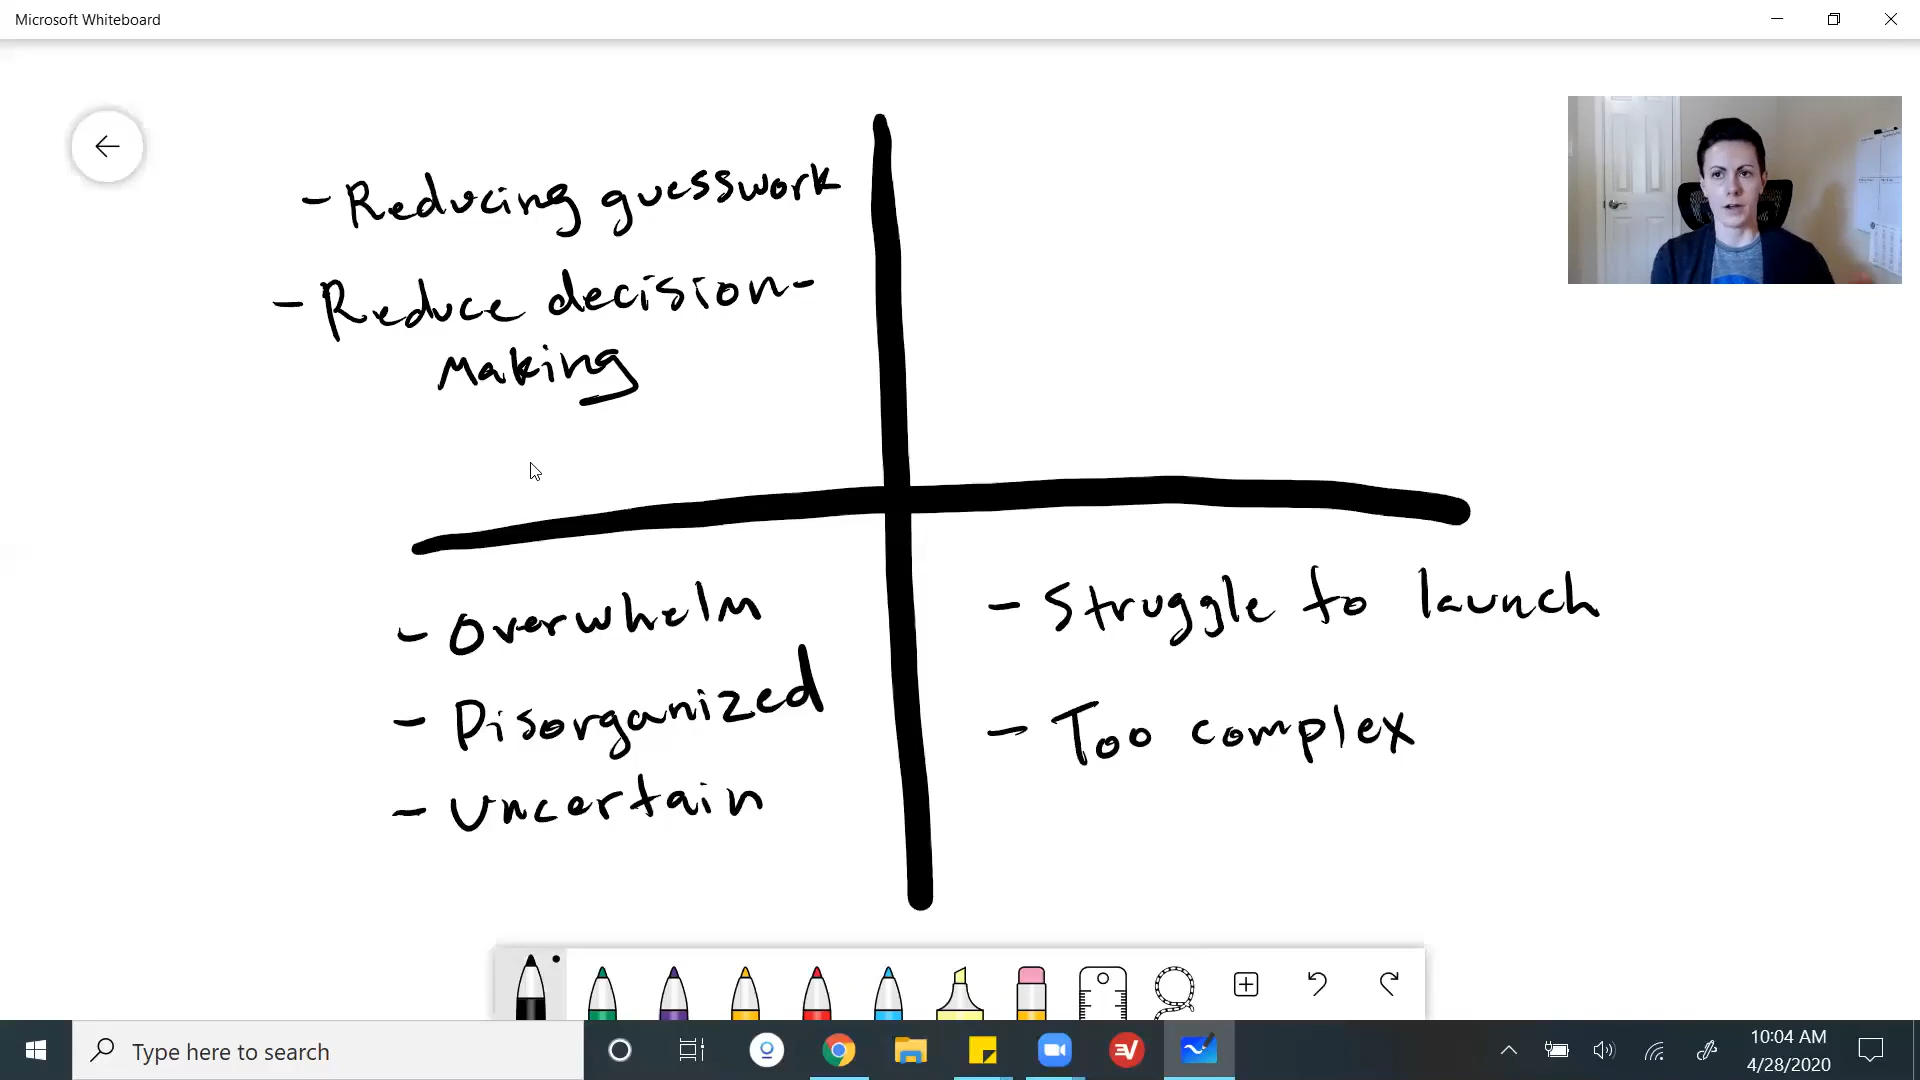 Microsoft Whiteboard
- Reducing guesswork
- Reduce decision-
making
- Overwhelm
- Disorganized
- Uncertain
- Struggle to launch
- Too complex
Type here to search
10:04 AM
4/28/2020